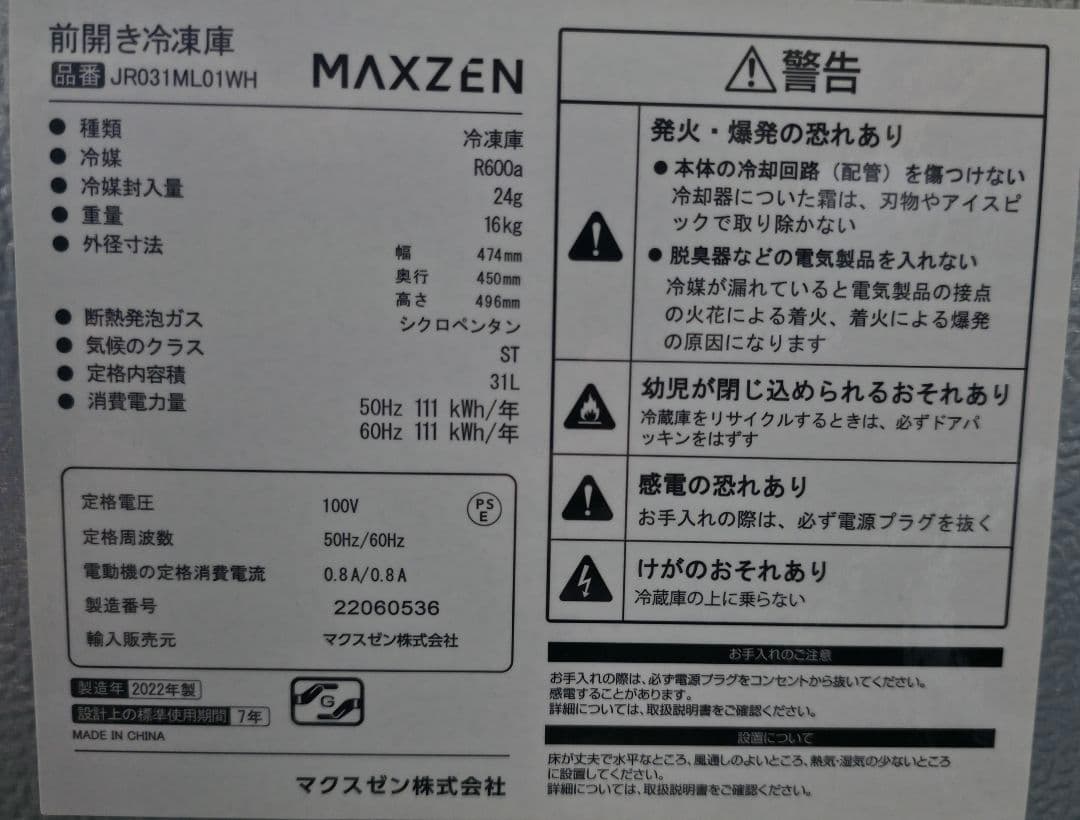 前開き冷凍庫
品番 JR031ML01WH
MAXZEN
● 種類 冷凍庫
● 冷媒 R600a
● 冷媒封入量 24g
● 重量 16kg
● 外径寸法 幅 474mm
奥行 450mm
高さ 496mm
● 断熱発泡ガス シクロペンタン
● 気候のクラス ST
● 定格内容積 31L
● 消費電力量 50Hz 111 kWh/年
60Hz 111 kWh/年
定格電圧 100V
PS
E
定格周波数 50Hz/60Hz
電動機の定格消費電流 0.8A/0.8A
製造番号 22060536
輸入販売元 マクスゼン株式会社
製造年 2022年製
設計上の標準使用期間 7年
G
MADE IN CHINA
マクスゼン株式会社
警告
発火・爆発の恐れあり
● 本体の冷却回路（配管）を傷つけない
冷却器についた霜は、刃物やアイスピ
ックで取り除かない
● 脱臭器などの電気製品を入れない
冷媒が漏れていると電気製品の接点
の火花による着火、着火による爆発
の原因になります
幼児が閉じ込められるおそれあり
冷蔵庫をリサイクルするときは、必ずドアパ
ッキンをはずす
感電の恐れあり
お手入れの際は、必ず電源プラグを抜く
けがのおそれあり
冷蔵庫の上に乗らない
お手入れのご注意
お手入れの際は、必ず電源プラグをコンセントから抜いてください。
感電することがあります。
詳細については、取扱説明書をご確認ください。
設置について
床が丈夫で水平なところ、風通しのよいところ、熱気・湿気の少ないところ
に設置してください。
詳細については、取扱説明書をご確認ください。